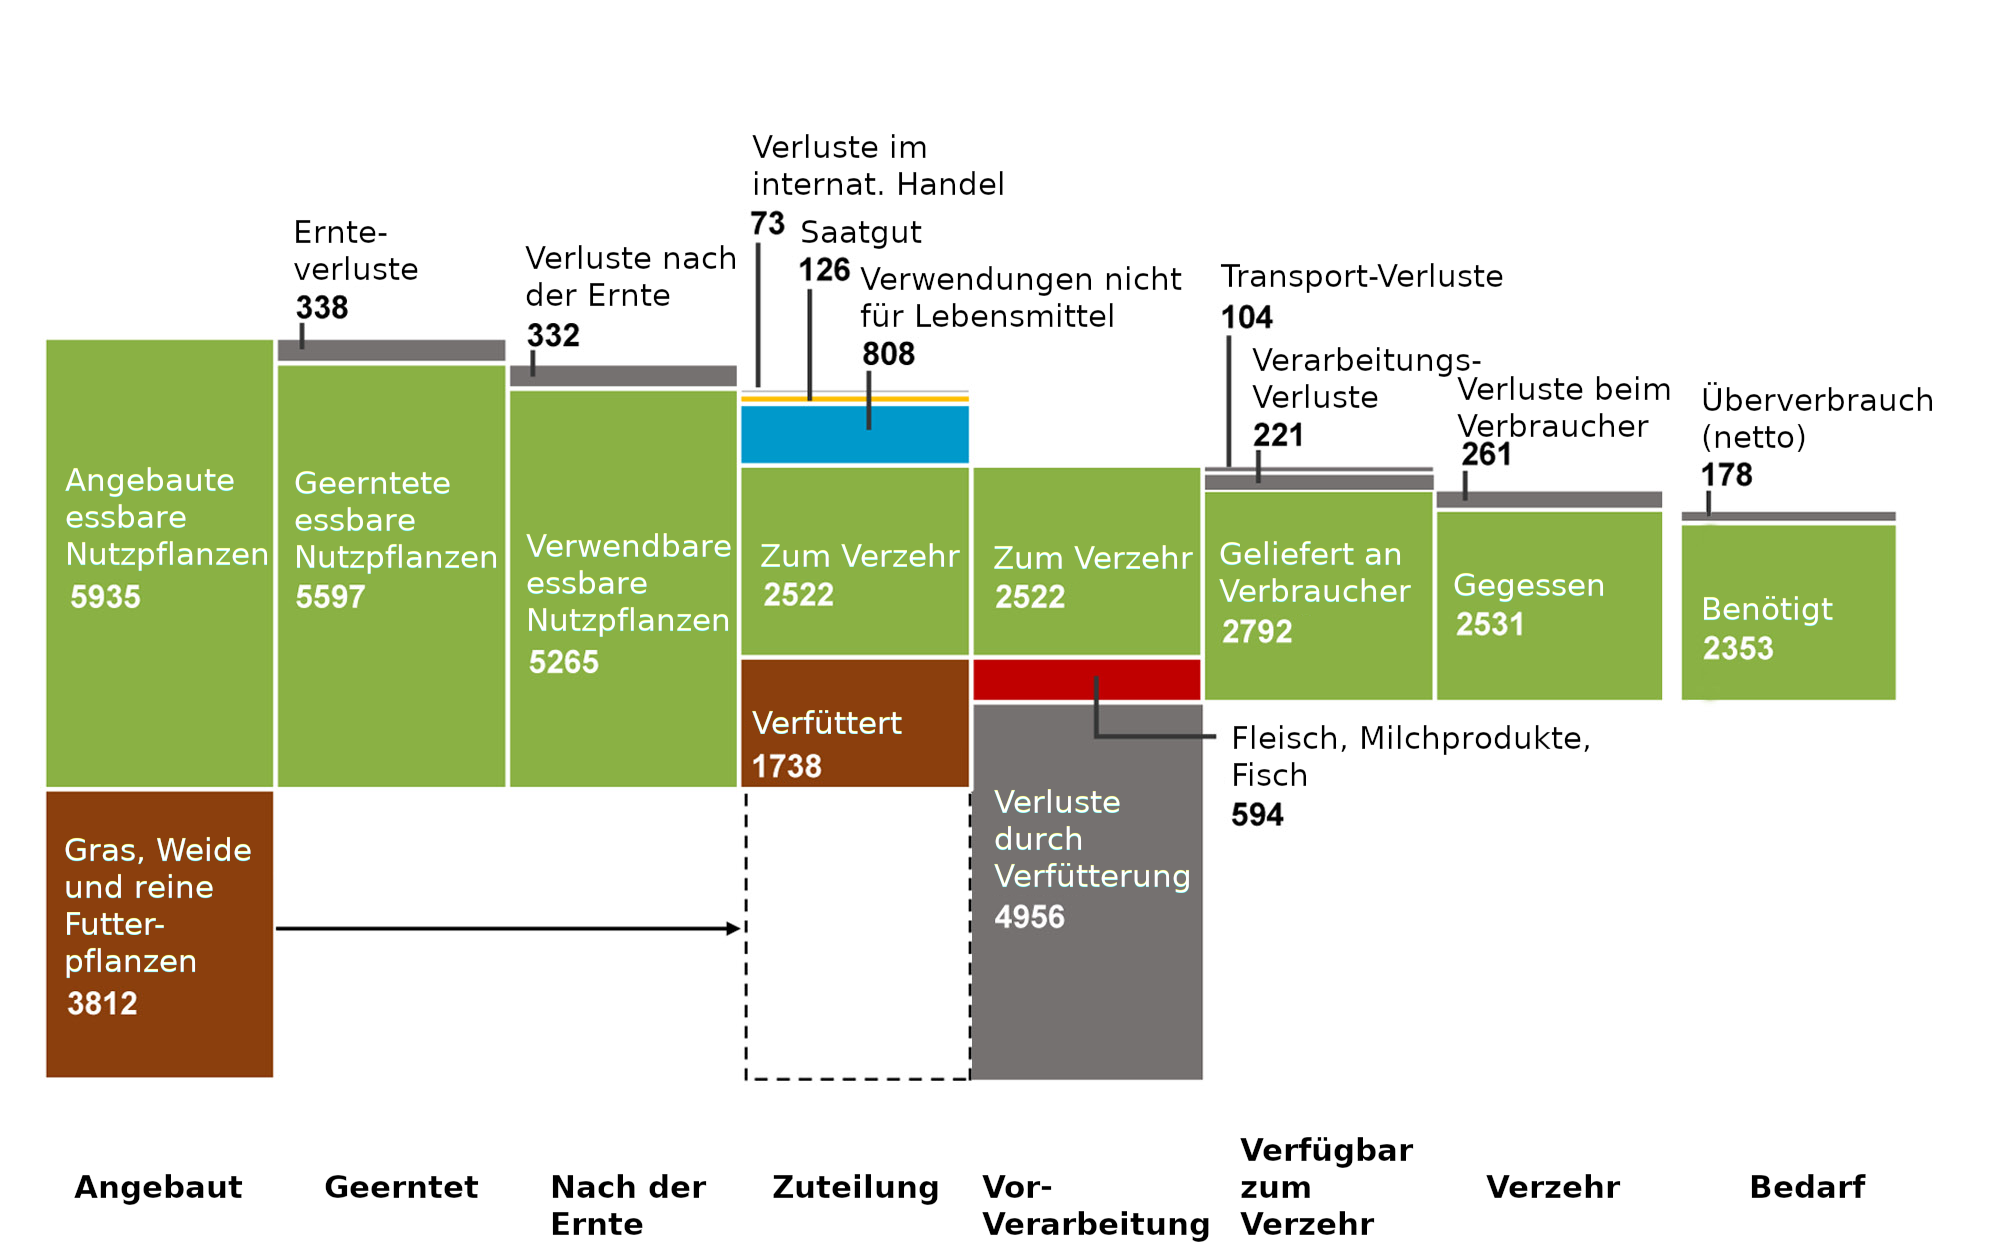 Verluste im
internat. Handel
73
Saatgut
126
Verwendungen nicht
für Lebensmittel
808
Ernte-
verluste
338
Verluste nach
der Ernte
332
Transport-Verluste
104
Verarbeitungs-
Verluste
221
Verluste beim
Verbraucher
261
Überverbrauch
(netto)
178
Angebaute
essbare
Nutzpflanzen
5935
Geerntete
essbare
Nutzpflanzen
5597
Verwendbare
essbare
Nutzpflanzen
5265
Zum Verzehr
2522
Zum Verzehr
2522
Geliefert an
Verbraucher
2792
Gegessen
2531
Benötigt
2353
Verfüttert
1738
Fleisch, Milchprodukte,
Fisch
594
Gras, Weide
und reine
Futter-
pflanzen
3812
Verluste
durch
Verfütterung
4956
Angebaut
Geerntet
Nach der
Ernte
Zuteilung
Vor-
Verarbeitung
Verfügbar
zum
Verzehr
Verzehr
Bedarf